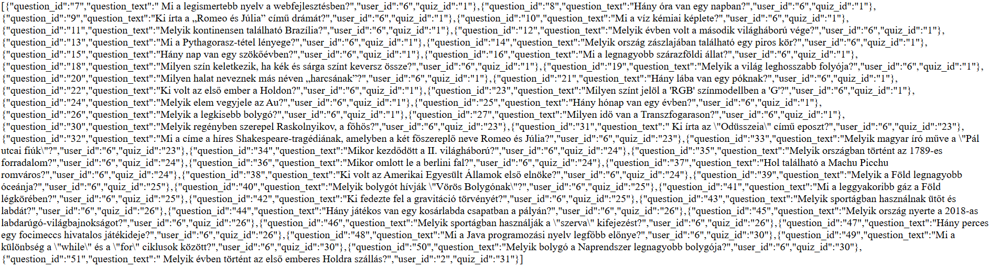 [{"question_id":"7","question_text":" Mi a legismertebb nyelv a webfejlesztésben?","user_id":"6","quiz_id":"1"},{"question_id":"8","question_text":"Hány óra van egy napban?","user_id":"6","quiz_id":"1"},
{"question_id":"9","question_text":"Ki írta a „Romeo és Júlia” című drámát?","user_id":"6","quiz_id":"1"},{"question_id":"10","question_text":"Mi a víz kémiai képlete?","user_id":"6","quiz_id":"1"},
{"question_id":"11","question_text":"Melyik kontinensen található Brazília?","user_id":"6","quiz_id":"1"},{"question_id":"12","question_text":"Melyik évben volt a második világháború vége?","user_id":"6","quiz_id":"1"},
{"question_id":"13","question_text":"Mi a Pythagorasz-tétel lényege?","user_id":"6","quiz_id":"1"},{"question_id":"14","question_text":"Melyik ország zászlajában található egy piros kör?","user_id":"6","quiz_id":"1"},
{"question_id":"15","question_text":"Hány nap van egy szökőévben?","user_id":"6","quiz_id":"1"},{"question_id":"16","question_text":"Mi a legnagyobb szárazföldi állat?","user_id":"6","quiz_id":"1"},
{"question_id":"18","question_text":"Milyen szín keletkezik, ha kék és sárga színt keversz össze?","user_id":"6","quiz_id":"1"},{"question_id":"19","question_text":"Melyik a világ leghosszabb folyója?","user_id":"6","quiz_id":"1"},
{"question_id":"20","question_text":"Milyen halat neveznek más néven „harcsának”?","user_id":"6","quiz_id":"1"},{"question_id":"21","question_text":"Hány lába van egy póknak?","user_id":"6","quiz_id":"1"},
{"question_id":"22","question_text":"Ki volt az első ember a Holdon?","user_id":"6","quiz_id":"1"},{"question_id":"23","question_text":"Milyen színt jelöl a 'RGB' színmodellben a 'G'?","user_id":"6","quiz_id":"1"},
{"question_id":"24","question_text":"Melyik elem vegyjele az Au?","user_id":"6","quiz_id":"1"},{"question_id":"25","question_text":"Hány hónap van egy évben?","user_id":"6","quiz_id":"1"},
{"question_id":"26","question_text":"Melyik a legkisebb bolygó?","user_id":"6","quiz_id":"1"},{"question_id":"27","question_text":"Milyen idő van a Transzfogarason?","user_id":"6","quiz_id":"1"},
{"question_id":"30","question_text":"Melyik regényben szerepel Raskolnyikov, a főhős?","user_id":"6","quiz_id":"23"},{"question_id":"31","question_text":" Ki írta az \"Odüsszeia\" című eposzt?","user_id":"6","quiz_id":"23"},
{"question_id":"32","question_text":"Mi a címe a híres Shakespeare-tragédiának, amelyben a két főszereplő neve Romeo és Júlia?","user_id":"6","quiz_id":"23"},{"question_id":"33","question_text":"Melyik magyar író műve a \"Pál
utcai fiúk\"?","user_id":"6","quiz_id":"23"},{"question_id":"34","question_text":"Mikor kezdődött a II. világháború?","user_id":"6","quiz_id":"24"},{"question_id":"35","question_text":"Melyik országban történt az 1789-es
forradalom?","user_id":"6","quiz_id":"24"},{"question_id":"36","question_text":"Mikor omlott le a berlini fal?","user_id":"6","quiz_id":"24"},{"question_id":"37","question_text":"Hol található a Machu Picchu
romváros?","user_id":"6","quiz_id":"24"},{"question_id":"38","question_text":"Ki volt az Amerikai Egyesült Államok első elnöke?","user_id":"6","quiz_id":"24"},{"question_id":"39","question_text":"Melyik a Föld legnagyobb
óceánja?","user_id":"6","quiz_id":"25"},{"question_id":"40","question_text":"Melyik bolygót hívják \"Vörös Bolygónak\"?","user_id":"6","quiz_id":"25"},{"question_id":"41","question_text":"Mi a leggyakoribb gáz a Föld
légkörében?","user_id":"6","quiz_id":"25"},{"question_id":"42","question_text":"Ki fedezte fel a gravitáció törvényét?","user_id":"6","quiz_id":"25"},{"question_id":"43","question_text":"Melyik sportágban használnak ütőt és
labdát?","user_id":"6","quiz_id":"26"},{"question_id":"44","question_text":"Hány játékos van egy kosárlabda csapatban a pályán?","user_id":"6","quiz_id":"26"},{"question_id":"45","question_text":"Melyik ország nyerte a 2018-as
labdarúgó-világbajnokságot?","user_id":"6","quiz_id":"26"},{"question_id":"46","question_text":"Melyik sportágban használják a \"szerva\" kifejezést?","user_id":"6","quiz_id":"26"},{"question_id":"47","question_text":"Hány perces
egy focimeccs hivatalos játékideje?","user_id":"6","quiz_id":"26"},{"question_id":"48","question_text":"Mi a Java programozási nyelv legfőbb előnye?","user_id":"6","quiz_id":"30"},{"question_id":"49","question_text":"Mi a
különbség a \"while\" és a \"for\" ciklusok között?","user_id":"6","quiz_id":"30"},{"question_id":"50","question_text":"Melyik bolygó a Naprendszer legnagyobb bolygója?","user_id":"6","quiz_id":"30"},
{"question_id":"51","question_text":" Melyik évben történt az első emberes Holdra szállás?","user_id":"2","quiz_id":"31"}]